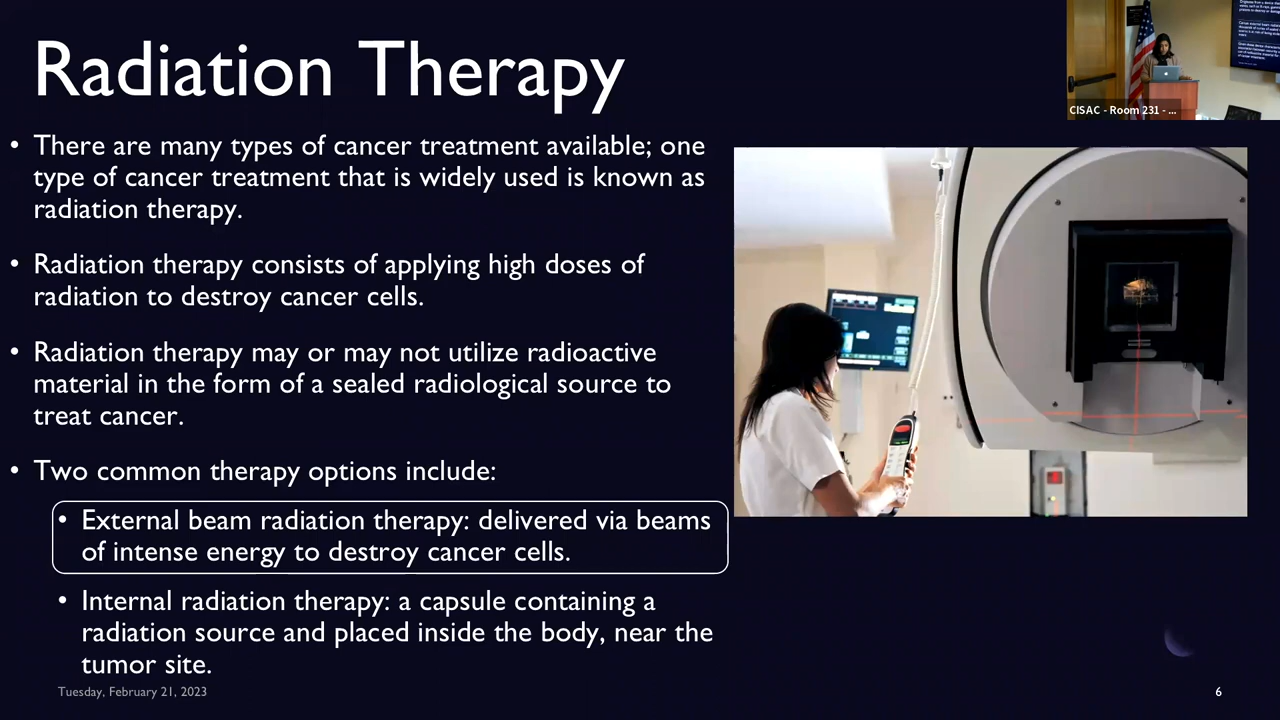 Radiation Therapy
CISAC - Room 231 - ...
• There are many types of cancer treatment available; one
type of cancer treatment that is widely used is known as
radiation therapy.
• Radiation therapy consists of applying high doses of
radiation to destroy cancer cells.
• Radiation therapy may or may not utilize radioactive
material in the form of a sealed radiological source to
treat cancer.
• Two common therapy options include:
• External beam radiation therapy: delivered via beams
of intense energy to destroy cancer cells.
• Internal radiation therapy: a capsule containing a
radiation source and placed inside the body, near the
tumor site.
Tuesday, February 21, 2023
6